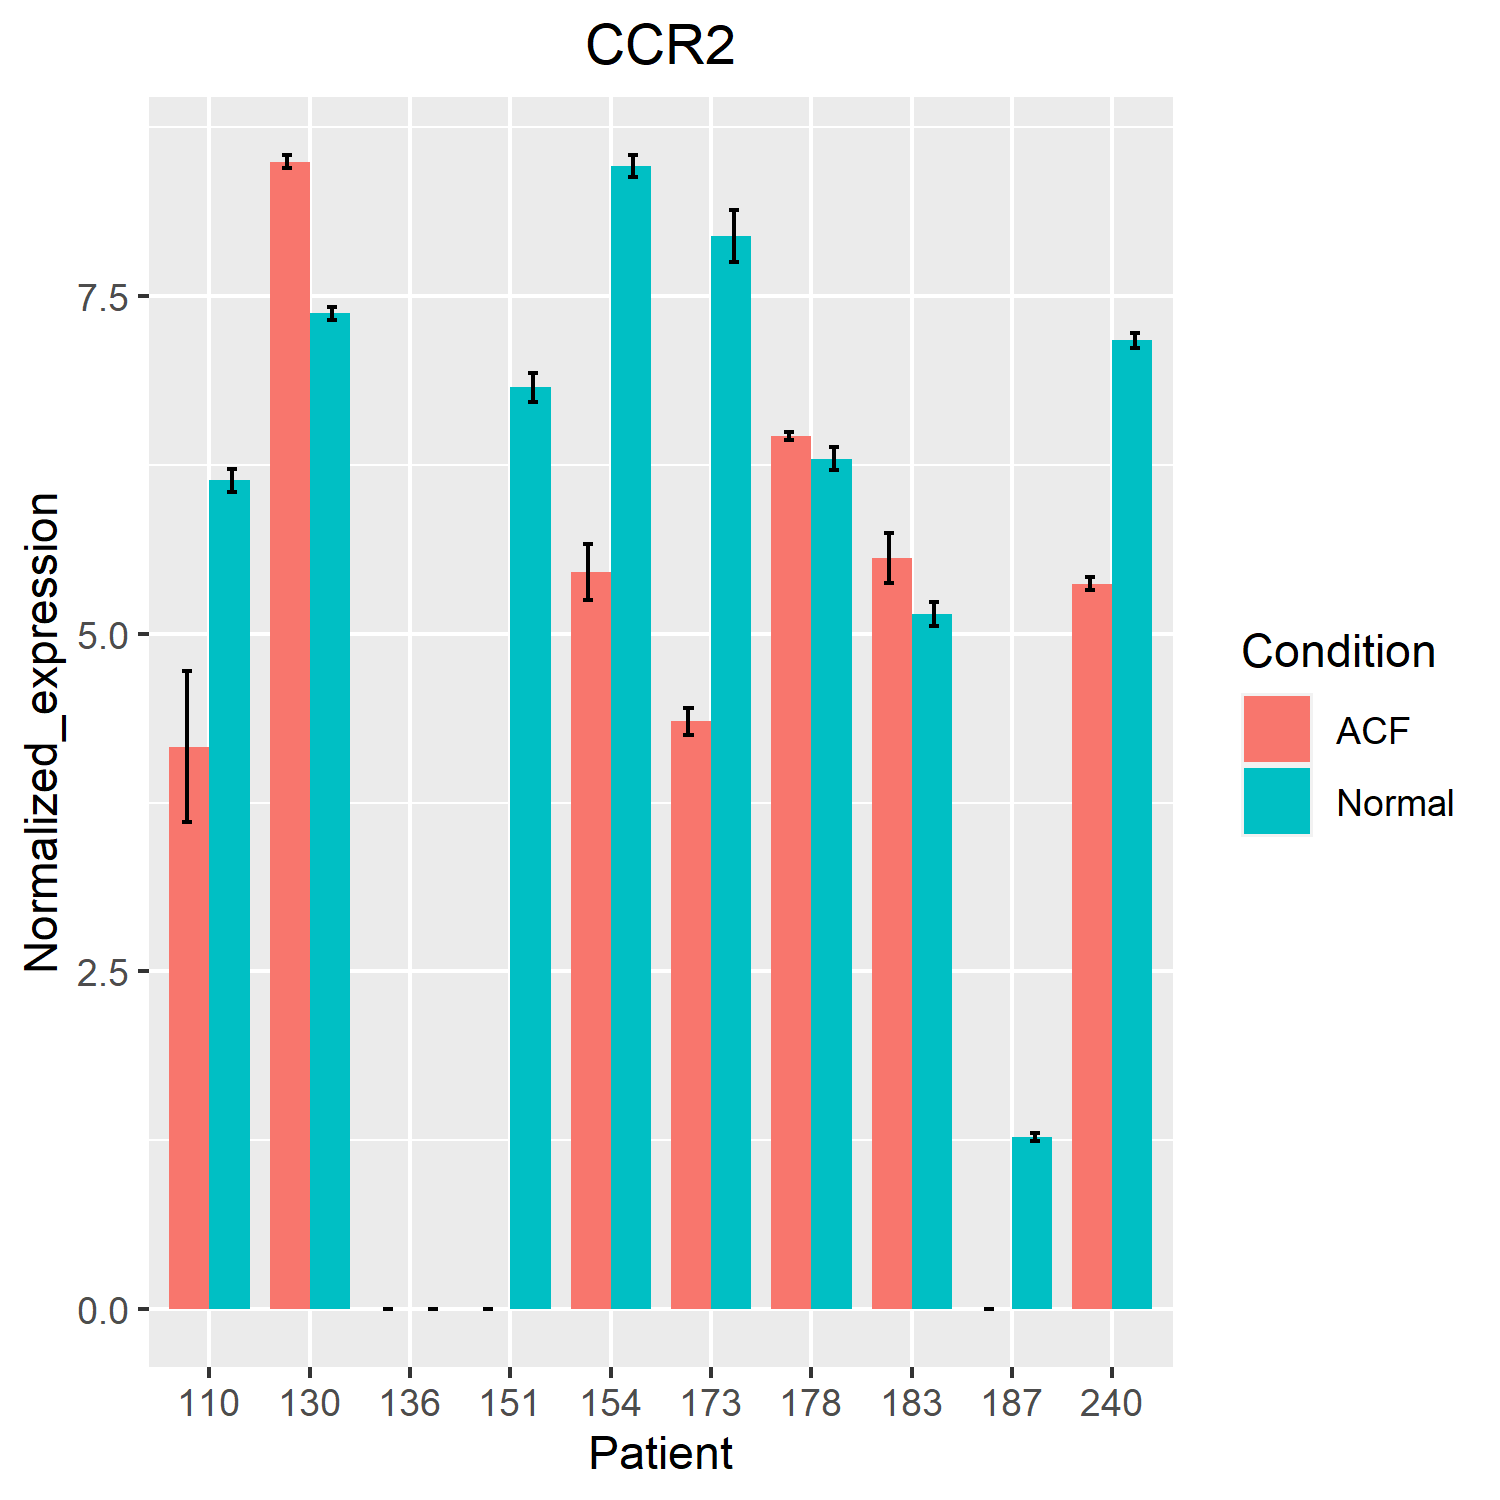 CCR2
Normalized_expression
7.5
5.0
2.5
0.0
110 130 136 151 154 173 178 183 187 240
Patient
Condition
ACF
Normal